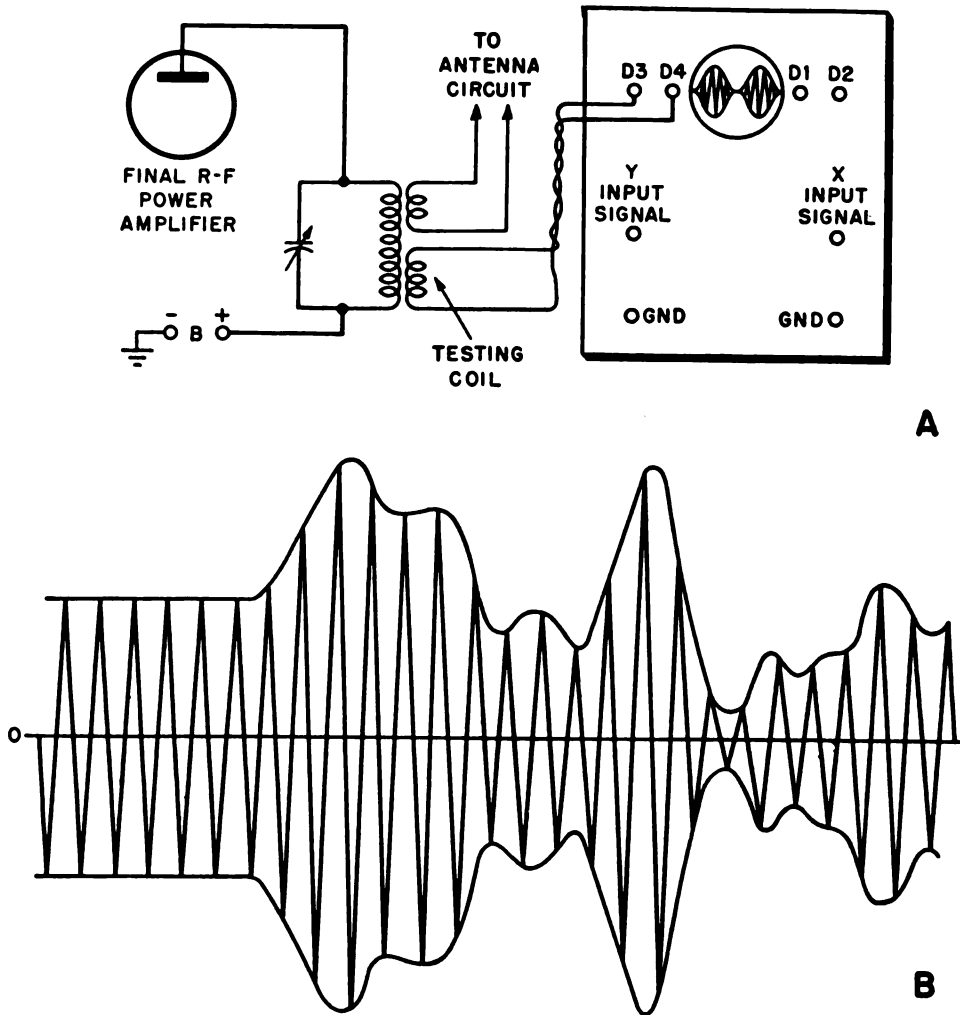 TO
ANTENNA
CIRCUIT
FINAL R-F
POWER
AMPLIFIER
- +
B
TESTING
COIL
D3 D4 D1 D2
Y
INPUT
SIGNAL
X
INPUT
SIGNAL
GND
GND
A
0
B